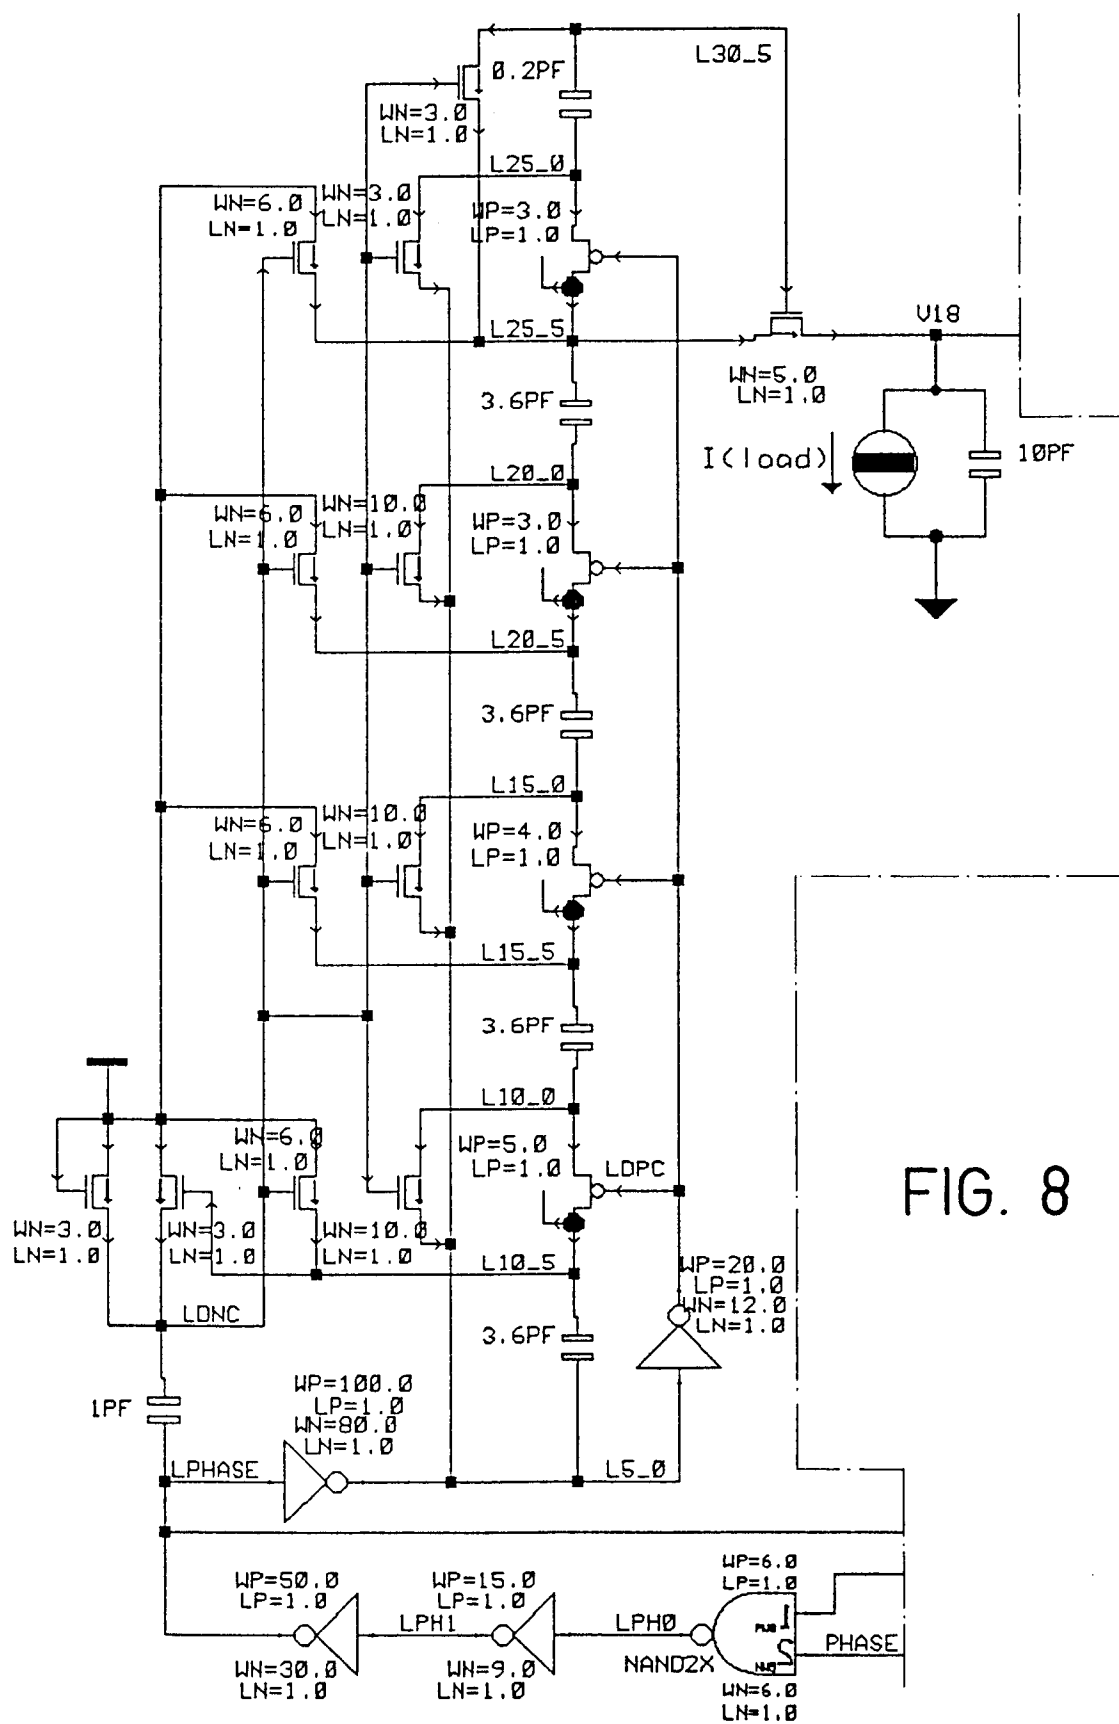 L30_5
0.2PF
WN=3.0
LN=1.0
L25_0
WN=6.0
LN=1.0
WN=3.0
LN=1.0
WP=3.0
LP=1.0
L25_5
V18
WN=5.0
LN=1.0
3.6PF
I(load)
10PF
L20_0
WN=6.0
LN=1.0
WN=10.0
LN=1.0
WP=3.0
LP=1.0
L20_5
3.6PF
L15_0
WN=6.0
LN=1.0
WN=10.0
LN=1.0
WP=4.0
LP=1.0
L15_5
3.6PF
L10_0
WN=6.0
LN=1.0
WP=5.0
LP=1.0
LDPC
FIG. 8
WN=3.0
LN=1.0
WN=3.0
LN=1.0
WN=10.0
LN=1.0
L10_5
WP=20.0
LP=1.0
WN=12.0
LN=1.0
LDNC
3.6PF
1PF
WP=100.0
LP=1.0
WN=80.0
LN=1.0
LPHASE
L5_0
WP=50.0
LP=1.0
WP=15.0
LP=1.0
WP=6.0
LP=1.0
LPH1
LPH0
PHASE
NAND2X
WN=30.0
LN=1.0
WN=9.0
LN=1.0
WN=6.0
LN=1.0